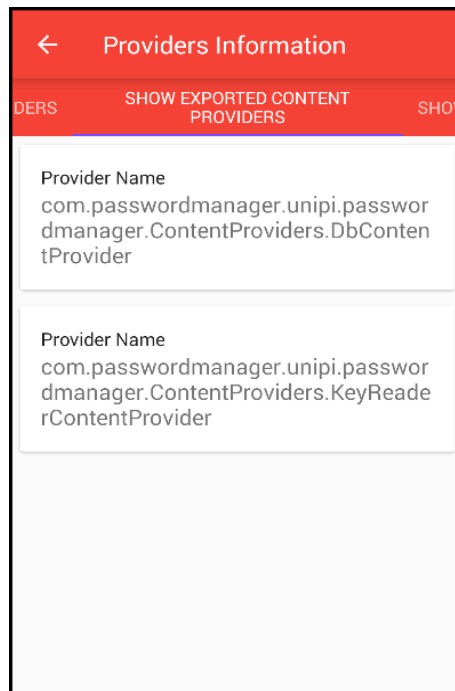 Providers Information
DERS
SHOW EXPORTED CONTENT
PROVIDERS
SHOW
Provider Name
com.passwordmanager.unipi.passwor
dmanager.ContentProviders.DbConten
tProvider
Provider Name
com.passwordmanager.unipi.passwor
dmanager.ContentProviders.KeyReade
rContentProvider